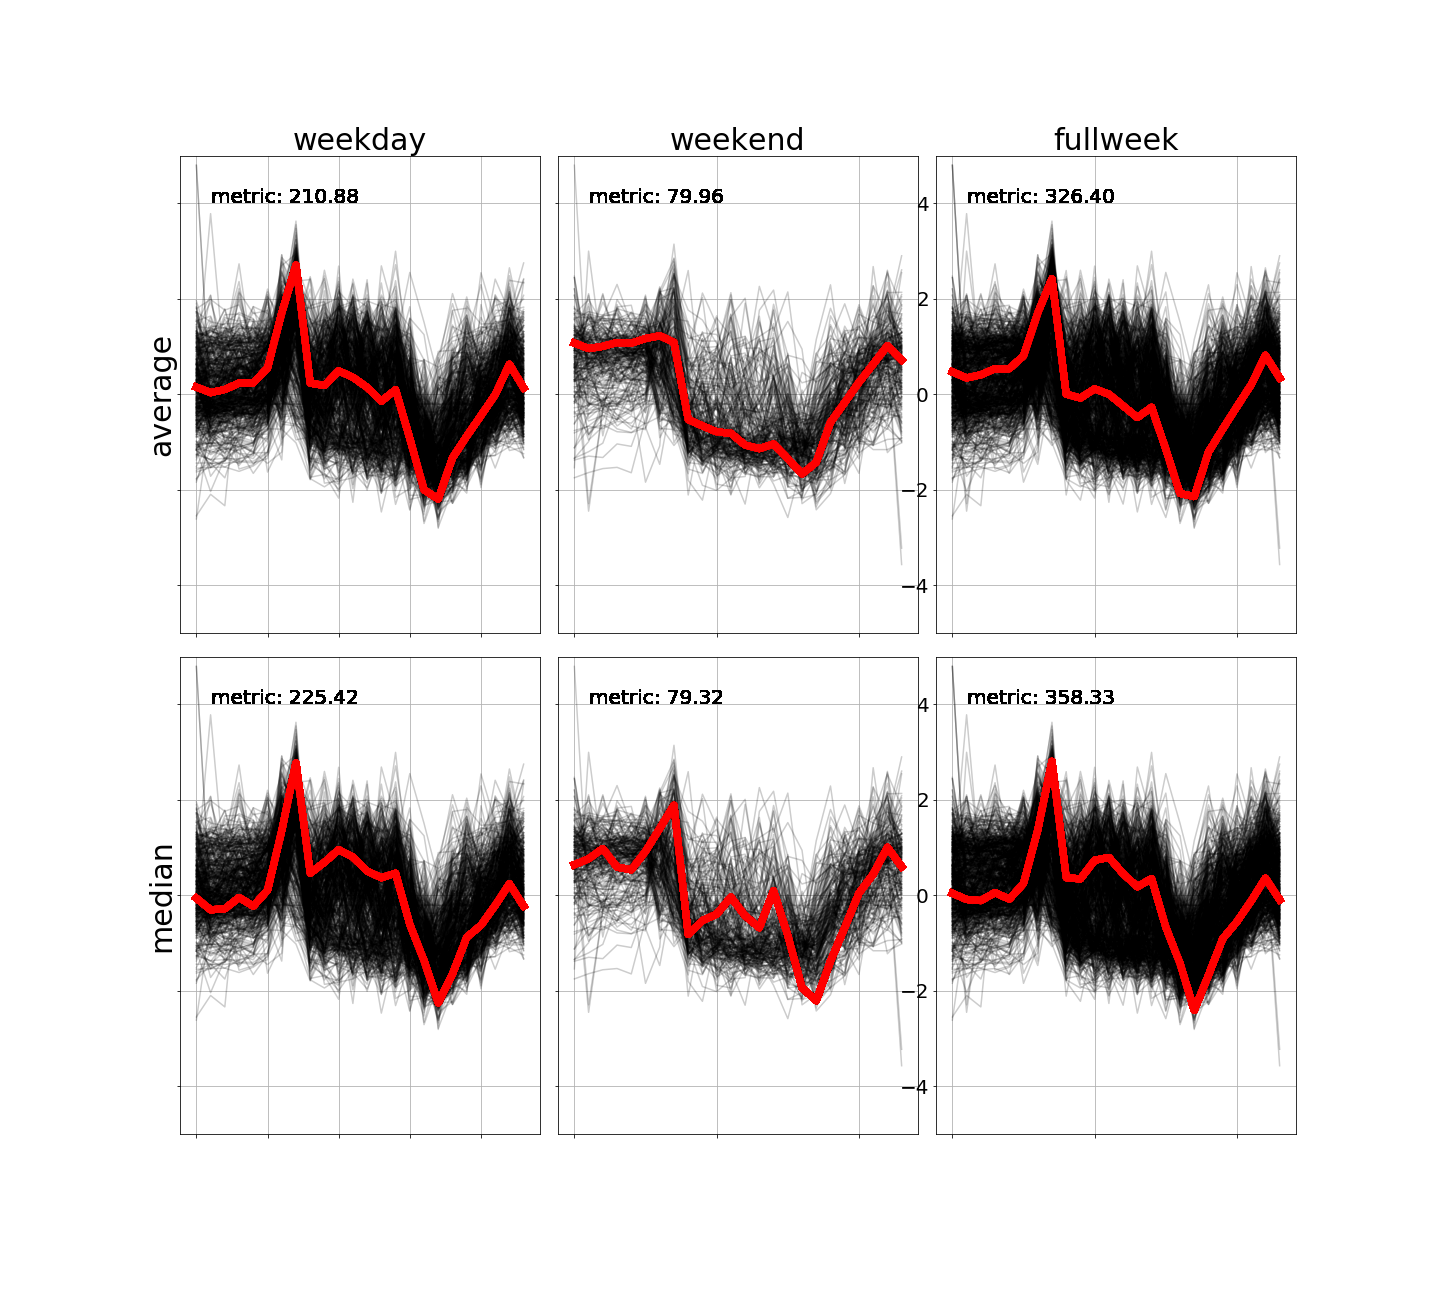 weekday weekend fullweek
average
metric: 210.88
metric: 79.96
metric: 326.40
4
2
0
−2
−4
median
metric: 225.42
metric: 79.32
metric: 358.33
4
2
0
−2
−4